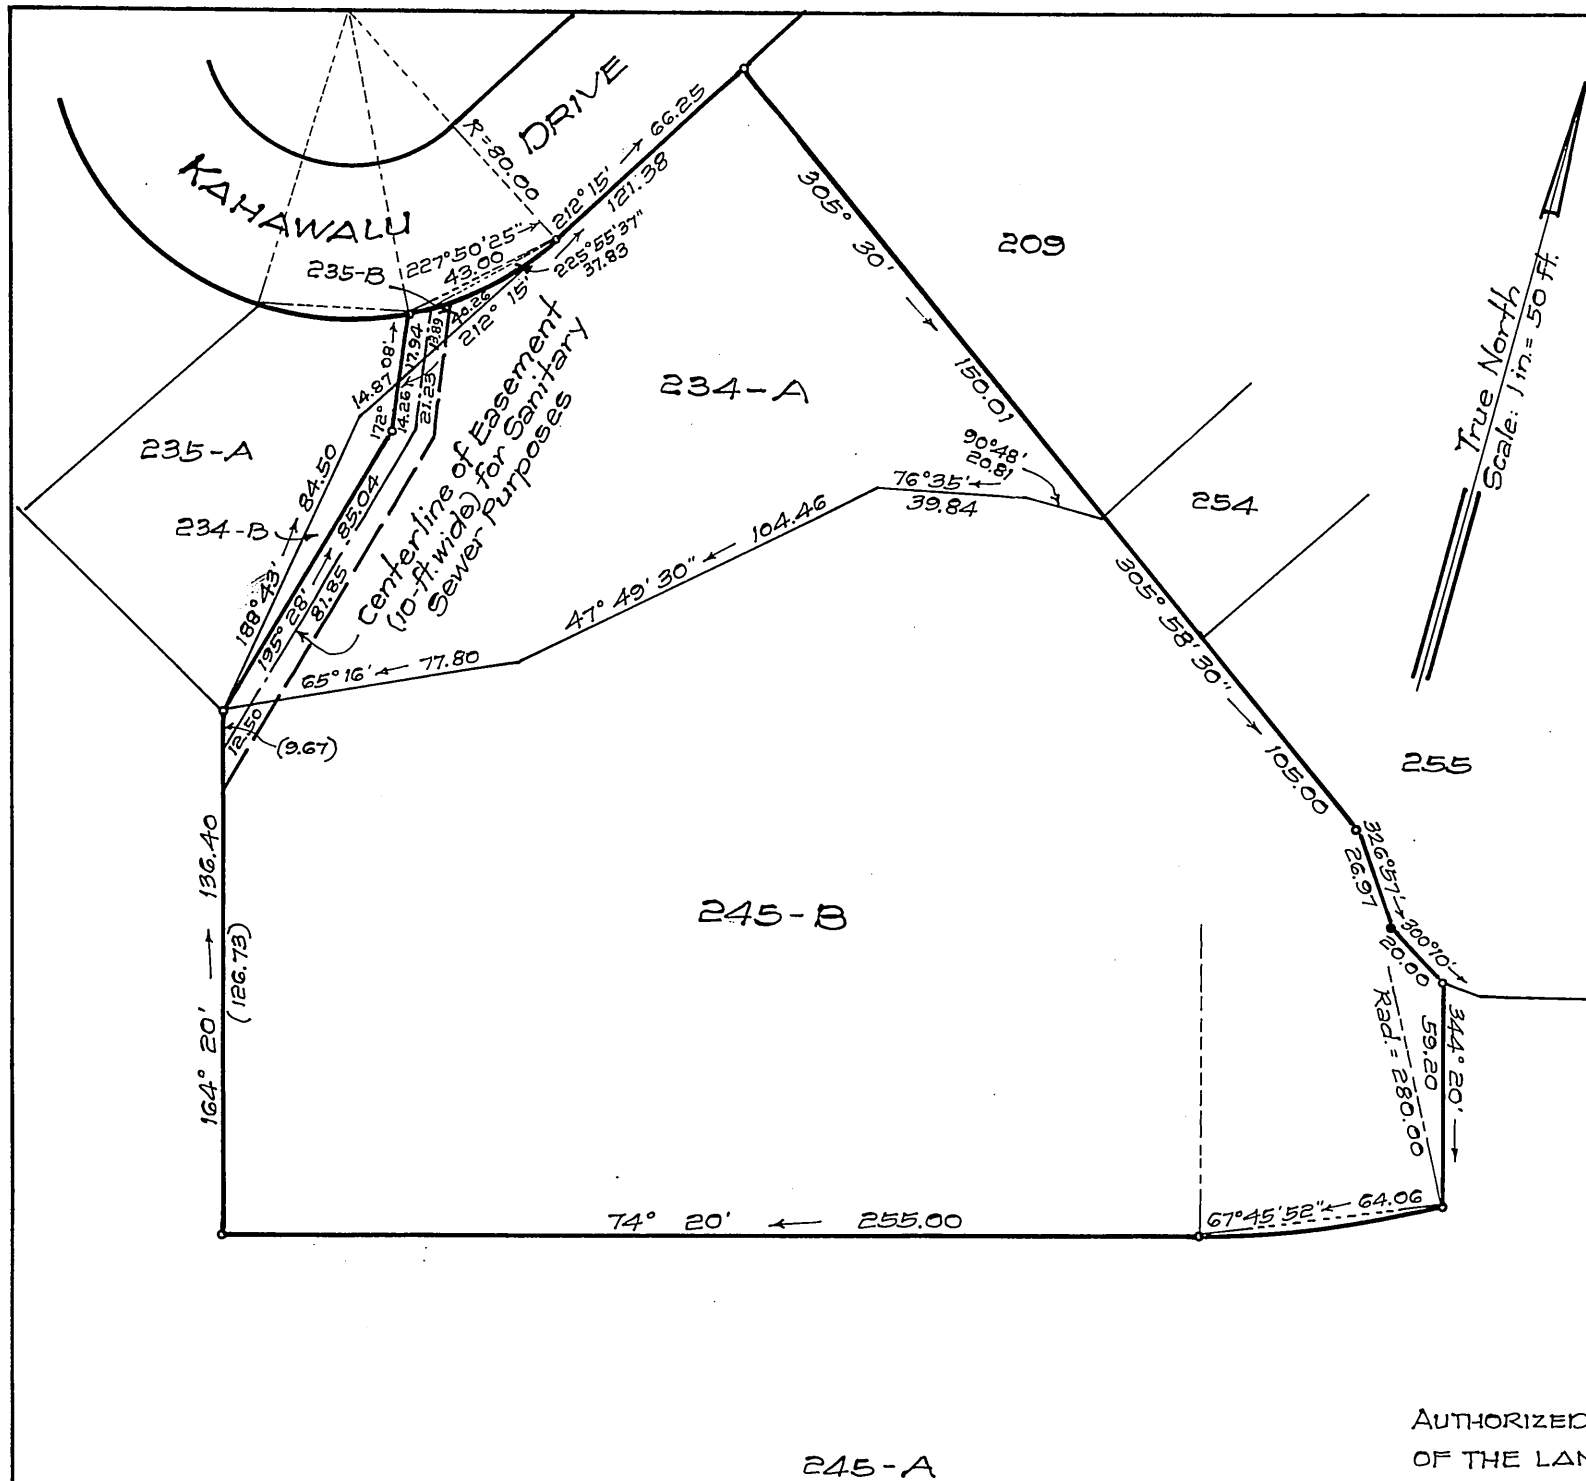 KAHAWALU
DRIVE
R=80.00
212° 15' → 66.25
121.38
227°50'25"→
43.00
225°55'37"
37.83
235-B
40.26
212° 15'
13.89
17.94
172° 08'
14.87
14.26
21.23
235-A
234-A
209
305° 30' → 150.01
True North
Scale: 1 in.= 50 ft.
90°48'
20.81
76°35'←
39.84
254
188°43' → 84.50
234-B
195°28' → 85.04
81.85
Centerline of Easement
(10-ft. wide) for Sanitary
Sewer Purposes
47° 49' 30" ← 104.46
65°16' ← 77.80
305° 58' 30" → 105.00
12.50
(9.67)
255
164° 20' → 136.40
(126.73)
245-B
326°57'→
26.97
300°10'
20.00
Rad. = 280.00
344° 20' →
59.20
67°45'52" ← 64.06
74° 20' ← 255.00
245-A
AUTHORIZED
OF THE LAN